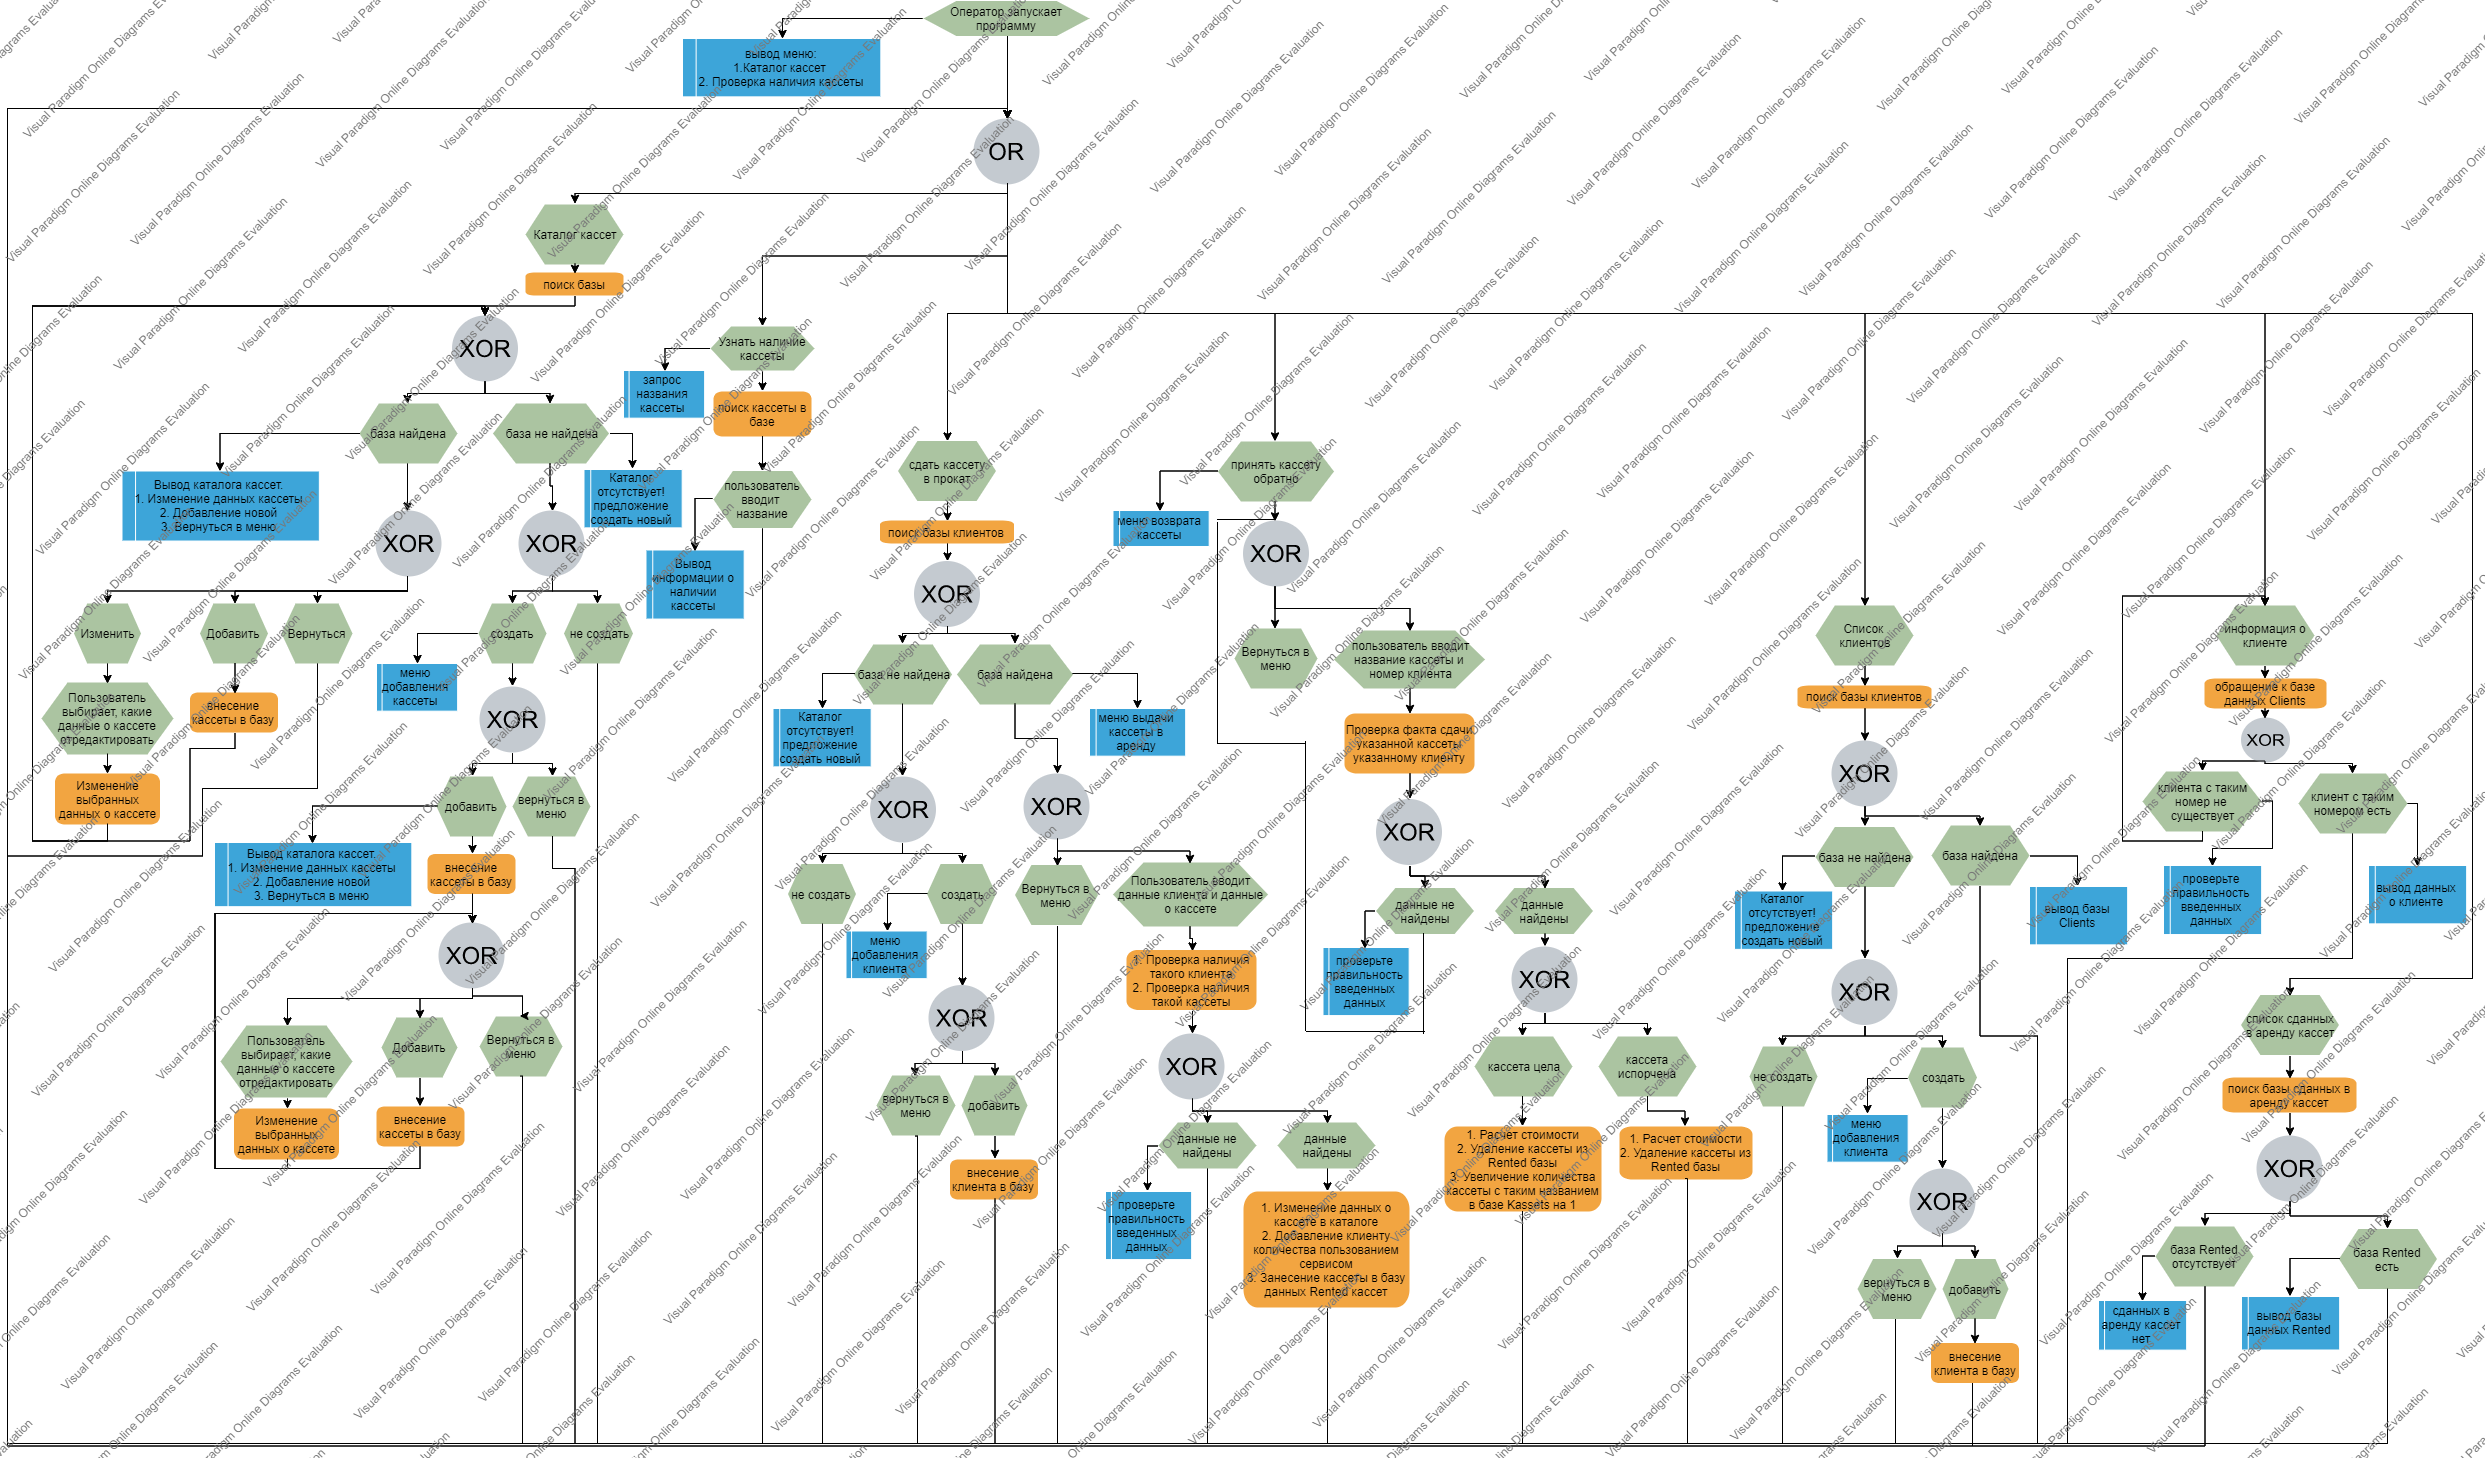 Оператор запускает
программу
вывод меню:
1.Каталог кассет
2. Проверка наличия кассеты
OR
Каталог кассет
поиск базы
XOR
Узнать наличие
кассеты
запрос
названия
кассеты
поиск кассеты в
базе
база найдена
база не найдена
Вывод каталога кассет.
1. Изменение данных кассеты
2. Добавление новой
3. Вернуться в меню
Каталог
отсутствует!
предложение
создать новый
пользователь
вводит
название
XOR
XOR
Вывод
информации о
наличии
кассеты
Изменить
Добавить
Вернуться
создать
не создать
меню
добавления
кассеты
Пользователь
выбирает, какие
данные о кассете
отредактировать
внесение
кассеты в базу
XOR
Изменение
выбранных
данных о кассете
добавить
вернуться в
меню
Вывод каталога кассет.
1. Изменение данных кассеты
2. Добавление новой
3. Вернуться в меню
внесение
кассеты в базу
XOR
Пользователь
выбирает, какие
данные о кассете
отредактировать
Добавить
Вернуться в
меню
Изменение
выбранных
данных о кассете
внесение
кассеты в базу
сдать кассету
в прокат
поиск базы клиентов
XOR
база не найдена
база найдена
Каталог
отсутствует!
предложение
создать новый
меню выдачи
кассеты в
аренду
XOR
XOR
не создать
создать
Вернуться в
меню
Пользователь вводит
данные клиента и данные
о кассете
меню
добавления
клиента
1. Проверка наличия
такого клиента
2. Проверка наличия
такой кассеты
XOR
XOR
вернуться в
меню
добавить
внесение
клиента в базу
данные не
найдены
данные
найдены
проверьте
правильность
введенных
данных
1. Изменение данных о
кассете в каталоге
2. Добавление клиенту
количества пользованием
сервисом
3. Занесение кассеты в базу
данных Rented кассет
принять кассету
обратно
меню возврата
кассеты
XOR
Вернуться в
меню
пользователь вводит
название кассеты и
номер клиента
Проверка факта сдачи
указанной кассеты
указанному клиенту
XOR
данные не
найдены
данные
найдены
проверьте
правильность
введенных
данных
XOR
кассета цела
кассета
испорчена
1. Расчет стоимости
2. Удаление кассеты из
Rented базы
3. Увеличение количества
кассеты с таким названием
в базе Kassets на 1
1. Расчет стоимости
2. Удаление кассеты из
Rented базы
Список
клиентов
поиск базы клиентов
XOR
база не найдена
база найдена
Каталог
отсутствует!
предложение
создать новый
вывод базы
Clients
XOR
не создать
создать
меню
добавления
клиента
XOR
вернуться в
меню
добавить
внесение
клиента в базу
информация о
клиенте
обращение к базе
данных Clients
XOR
клиента с таким
номер не
существует
клиент с таким
номером есть
проверьте
правильность
введенных
данных
вывод данных
о клиенте
список сданных
в аренду кассет
поиск базы сданных в
аренду кассет
XOR
база Rented
отсутствует
база Rented
есть
сданных в
аренду кассет
нет
вывод базы
данных Rented
Visual Paradigm Online Diagrams Evaluation